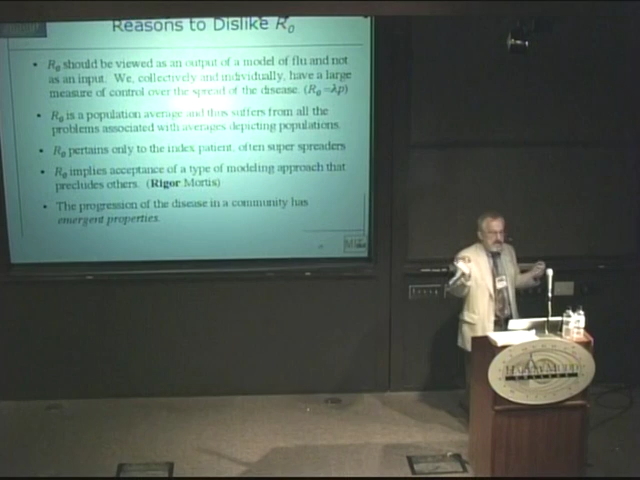 Reasons to Dislike R0
• R0 should be viewed as an output of a model of flu and not
as an input. We, collectively and individually, have a large
measure of control over the spread of the disease. (R0 = λp)
• R0 is a population average and thus suffers from all the
problems associated with averages depicting populations.
• R0 pertains only to the index patient, often super spreaders
• R0 implies acceptance of a type of modeling approach that
precludes others. (Rigor Mortis)
• The progression of the disease in a community has
emergent properties.
HARVEY MUDD
COLLEGE